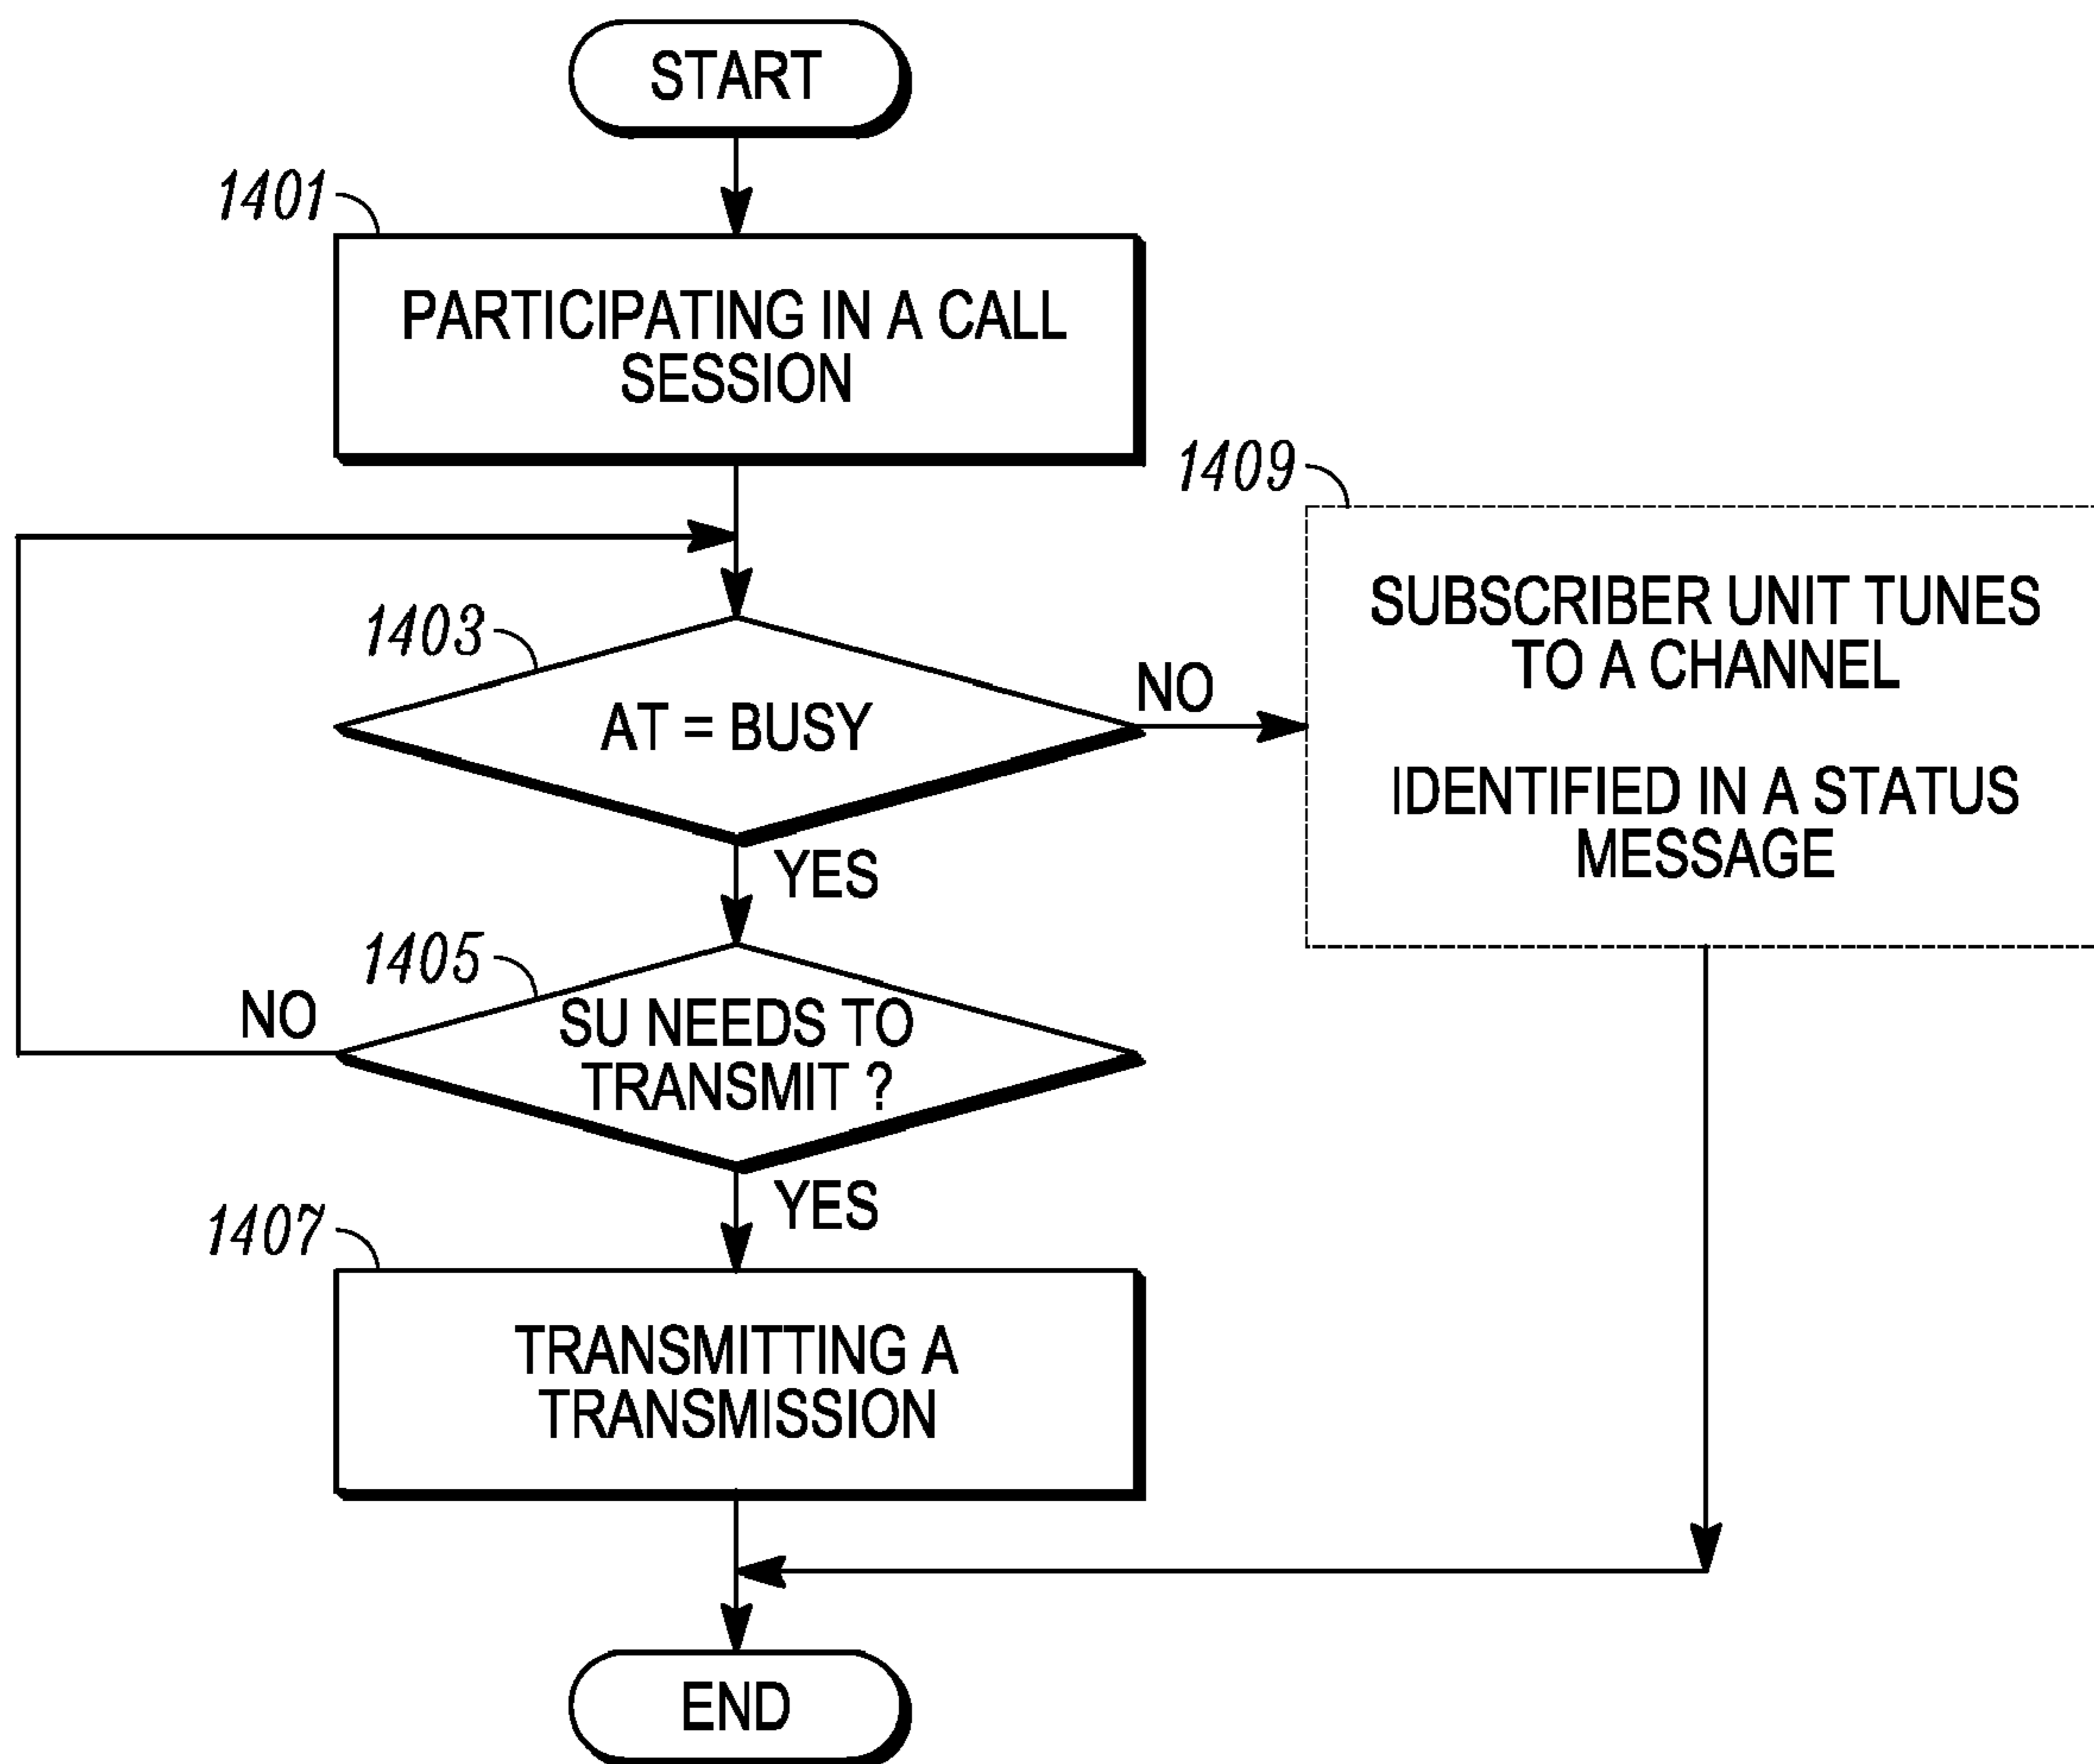 START
1401
PARTICIPATING IN A CALL
SESSION
1409
SUBSCRIBER UNIT TUNES
TO A CHANNEL
IDENTIFIED IN A STATUS
MESSAGE
1403
AT = BUSY
NO
YES
1405
NO
SU NEEDS TO
TRANSMIT ?
YES
1407
TRANSMITTING A
TRANSMISSION
END